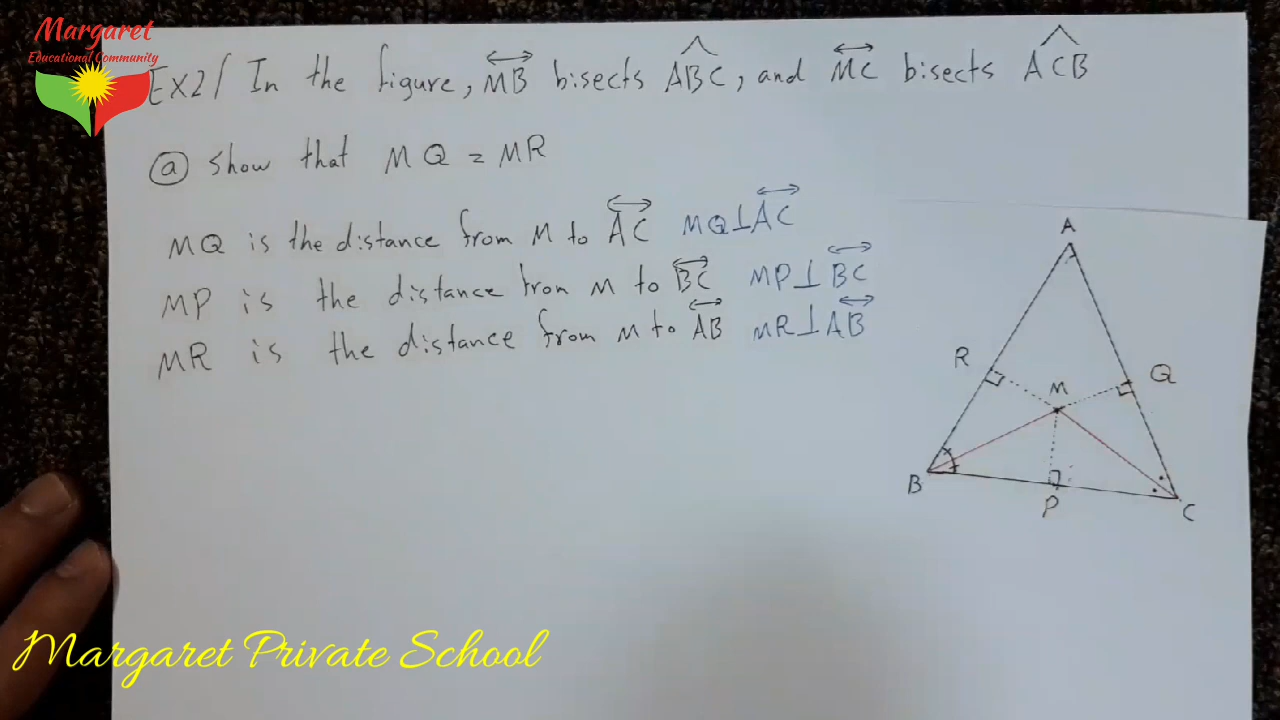 Margaret
Educational Community
EX2/ In the figure, MB bisects ABC, and MC bisects ACB
ⓐ Show that MQ = MR
MQ is the distance from M to AC MQ⊥AC
MP is the distance from M to BC MP⊥BC
MR is the distance from M to AB MR⊥AB
A
R
M
Q
B
P
C
Margaret Private School